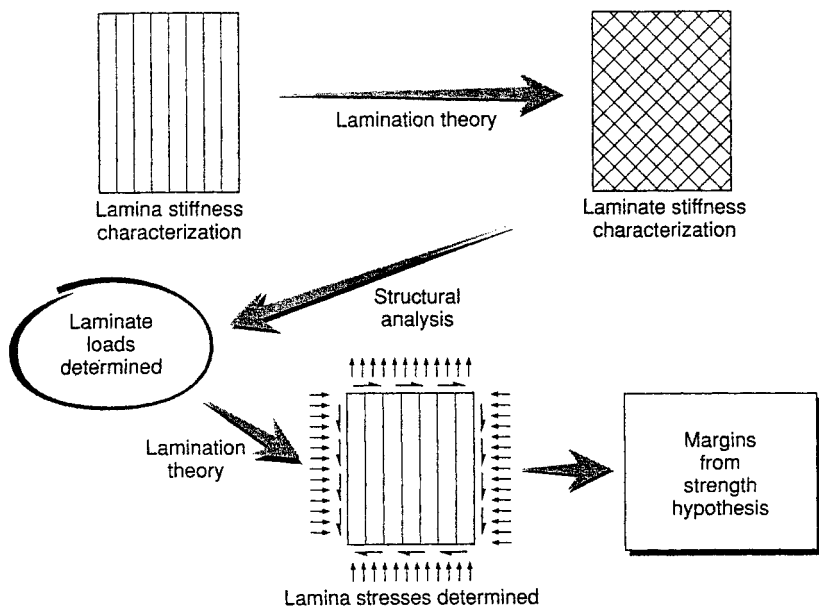 Lamination theory
Lamina stiffness
characterization
Laminate stiffness
characterization
Structural
analysis
Laminate
loads
determined
Lamination
theory
Margins
from
strength
hypothesis
Lamina stresses determined